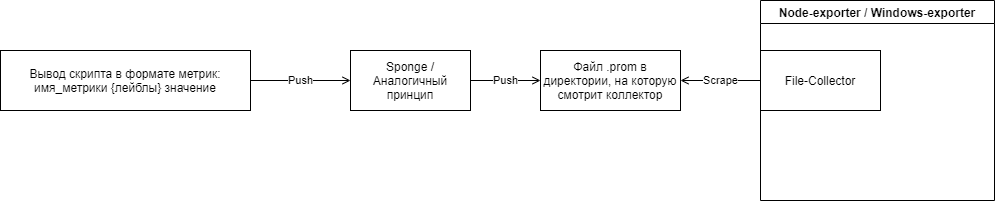 Node-exporter / Windows-exporter
Вывод скрипта в формате метрик:
имя_метрики {лейблы} значение
Push
Sponge /
Аналогичный
принцип
Push
Файл .prom в
директории, на которую
смотрит коллектор
Scrape
File-Collector